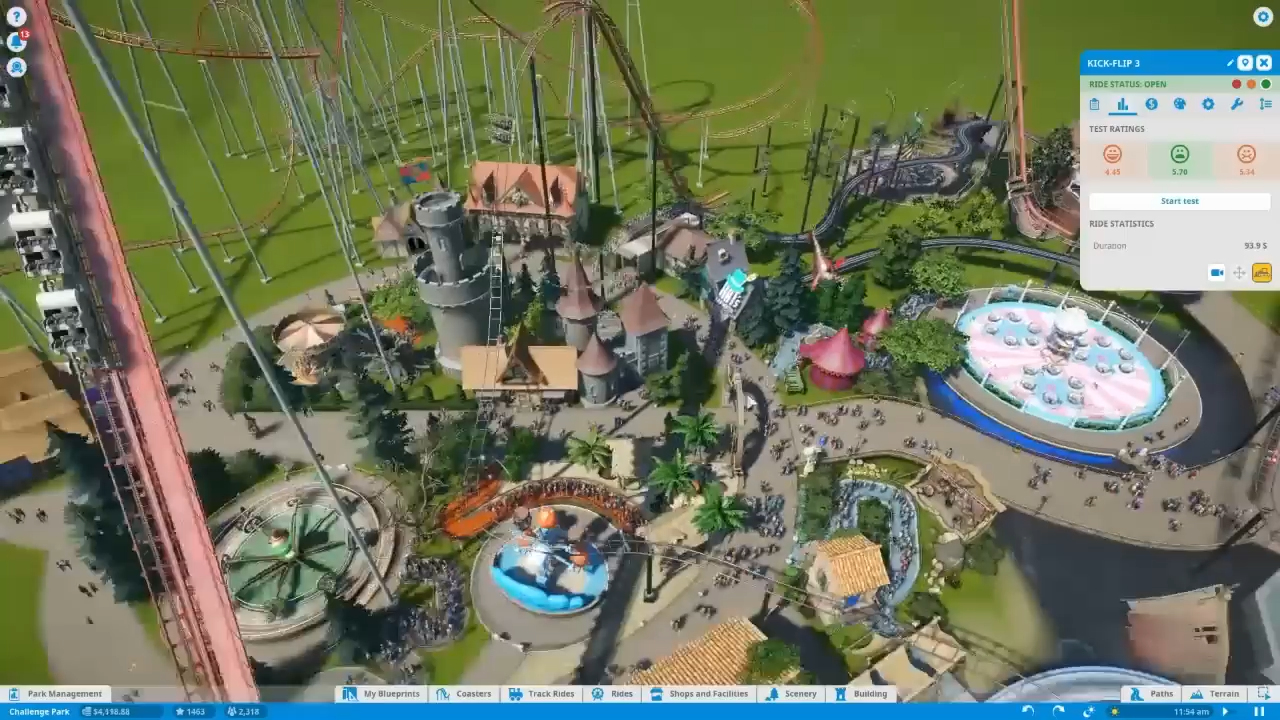 ?
13
KICK-FLIP 3
RIDE STATUS: OPEN
TEST RATINGS
4.45
5.70
5.34
Start test
RIDE STATISTICS
Duration
93.9 S
Park Management
My Blueprints
Coasters
Track Rides
Rides
Shops and Facilities
Scenery
Building
Paths
Terrain
Challenge Park
$4,198.88
1463
2,318
11:54 am